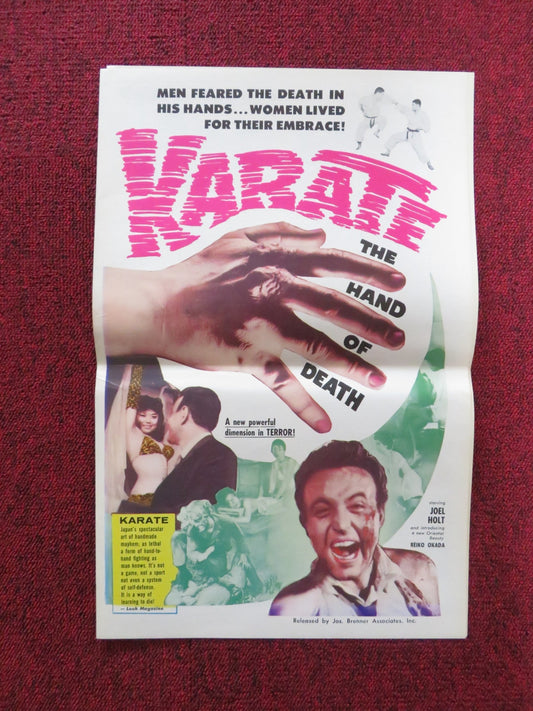 MEN FEARED THE DEATH IN
HIS HANDS...WOMEN LIVED
FOR THEIR EMBRACE!
KARATE
THE
HAND
OF
DEATH
A new powerful
dimension in TERROR!
KARATE
Japan's spectacular
art of handmade
mayhem; as lethal
a form of hand-to-
hand fighting as
man knows. It's not
a game, not a sport
not even a system
of self-defense.
It is a way of
learning to die!
— Look Magazine
starring
JOEL
HOLT
and introducing
a new Oriental
Beauty
REIKO OKADA
Released by Jos. Brenner Associates, Inc.